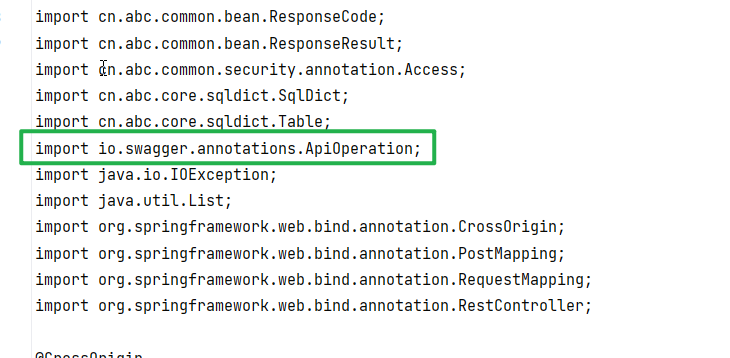 import cn.abc.common.bean.ResponseCode;
import cn.abc.common.bean.ResponseResult;
import cn.abc.common.security.annotation.Access;
import cn.abc.core.sqldict.SqlDict;
import cn.abc.core.sqldict.Table;
import io.swagger.annotations.ApiOperation;
import java.io.IOException;
import java.util.List;
import org.springframework.web.bind.annotation.CrossOrigin;
import org.springframework.web.bind.annotation.PostMapping;
import org.springframework.web.bind.annotation.RequestMapping;
import org.springframework.web.bind.annotation.RestController;
@CrossOrigin